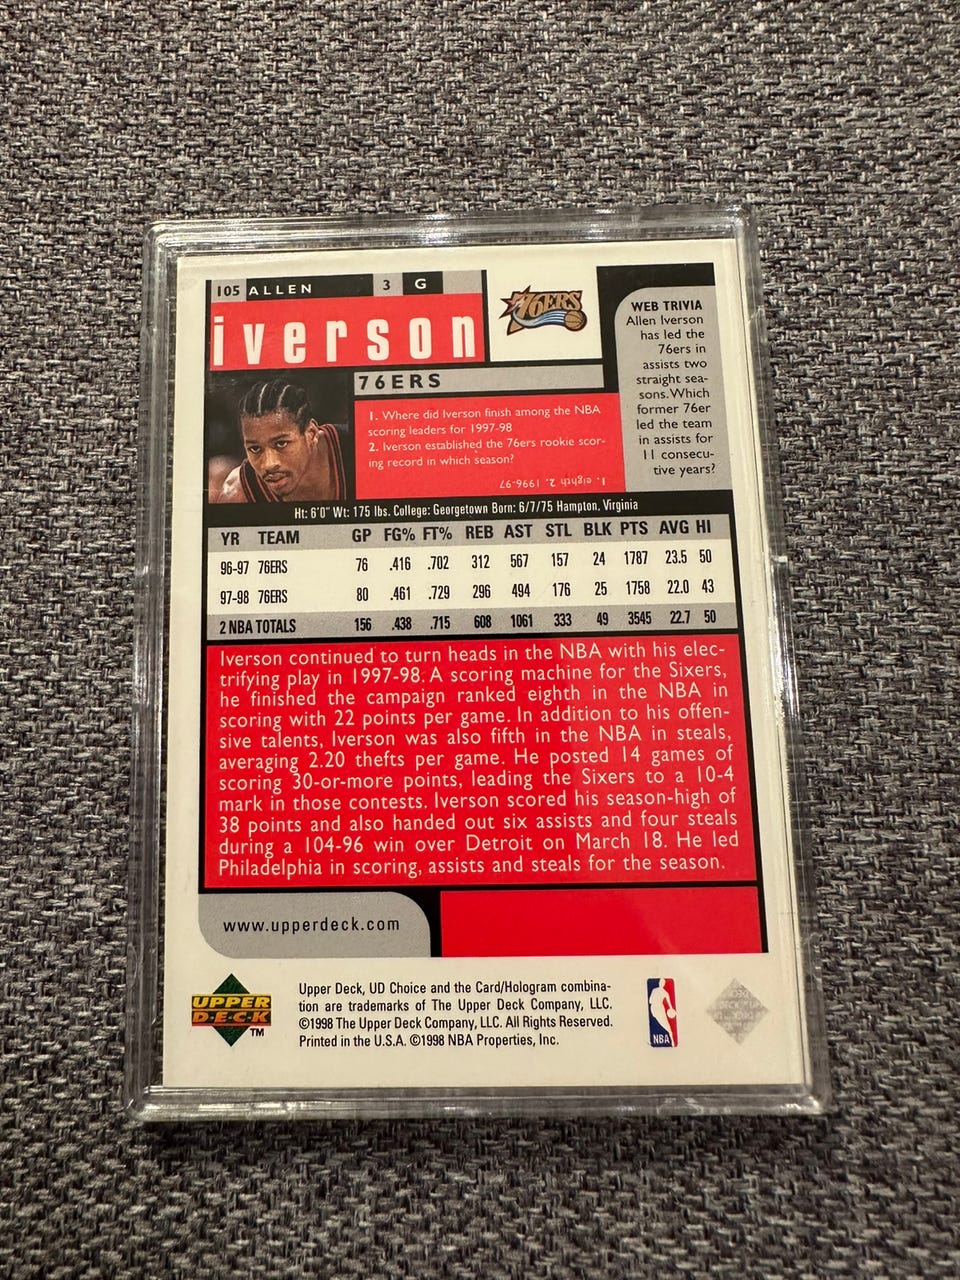 105 ALLEN 3 G
iverson
76ERS
76ERS
WEB TRIVIA
Allen Iverson
has led the
76ers in
assists two
straight sea-
sons. Which
former 76er
led the team
in assists for
11 consecu-
tive years?
1. Where did Iverson finish among the NBA
scoring leaders for 1997-98
2. Iverson established the 76ers rookie scor-
ing record in which season?
1. eighth 2. 1996-97
Ht: 6'0" Wt: 175 lbs. College: Georgetown Born: 6/7/75 Hampton, Virginia
YR TEAM GP FG% FT% REB AST STL BLK PTS AVG HI
96-97 76ERS 76 .416 .702 312 567 157 24 1787 23.5 50
97-98 76ERS 80 .461 .729 296 494 176 25 1758 22.0 43
2 NBA TOTALS 156 .438 .715 608 1061 333 49 3545 22.7 50
Iverson continued to turn heads in the NBA with his elec-
trifying play in 1997-98. A scoring machine for the Sixers,
he finished the campaign ranked eighth in the NBA in
scoring with 22 points per game. In addition to his offen-
sive talents, Iverson was also fifth in the NBA in steals,
averaging 2.20 thefts per game. He posted 14 games of
scoring 30-or-more points, leading the Sixers to a 10-4
mark in those contests. Iverson scored his season-high of
38 points and also handed out six assists and four steals
during a 104-96 win over Detroit on March 18. He led
Philadelphia in scoring, assists and steals for the season.
www.upperdeck.com
UPPER
D·E·C·K
TM
Upper Deck, UD Choice and the Card/Hologram combina-
tion are trademarks of The Upper Deck Company, LLC.
©1998 The Upper Deck Company, LLC. All Rights Reserved.
Printed in the U.S.A. ©1998 NBA Properties, Inc.
NBA